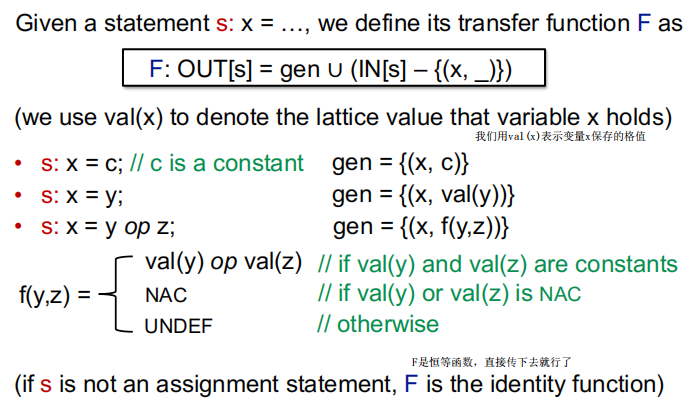 Given a statement s: x = …, we define its transfer function F as
F: OUT[s] = gen ∪ (IN[s] – {(x, _)})
(we use val(x) to denote the lattice value that variable x holds)
我们用val(x)表示变量x保存的格值
• s: x = c; // c is a constant gen = {(x, c)}
• s: x = y; gen = {(x, val(y))}
• s: x = y op z; gen = {(x, f(y,z))}
val(y) op val(z) // if val(y) and val(z) are constants
f(y,z) = NAC // if val(y) or val(z) is NAC
UNDEF // otherwise
F是恒等函数，直接传下去就行了
(if s is not an assignment statement, F is the identity function)